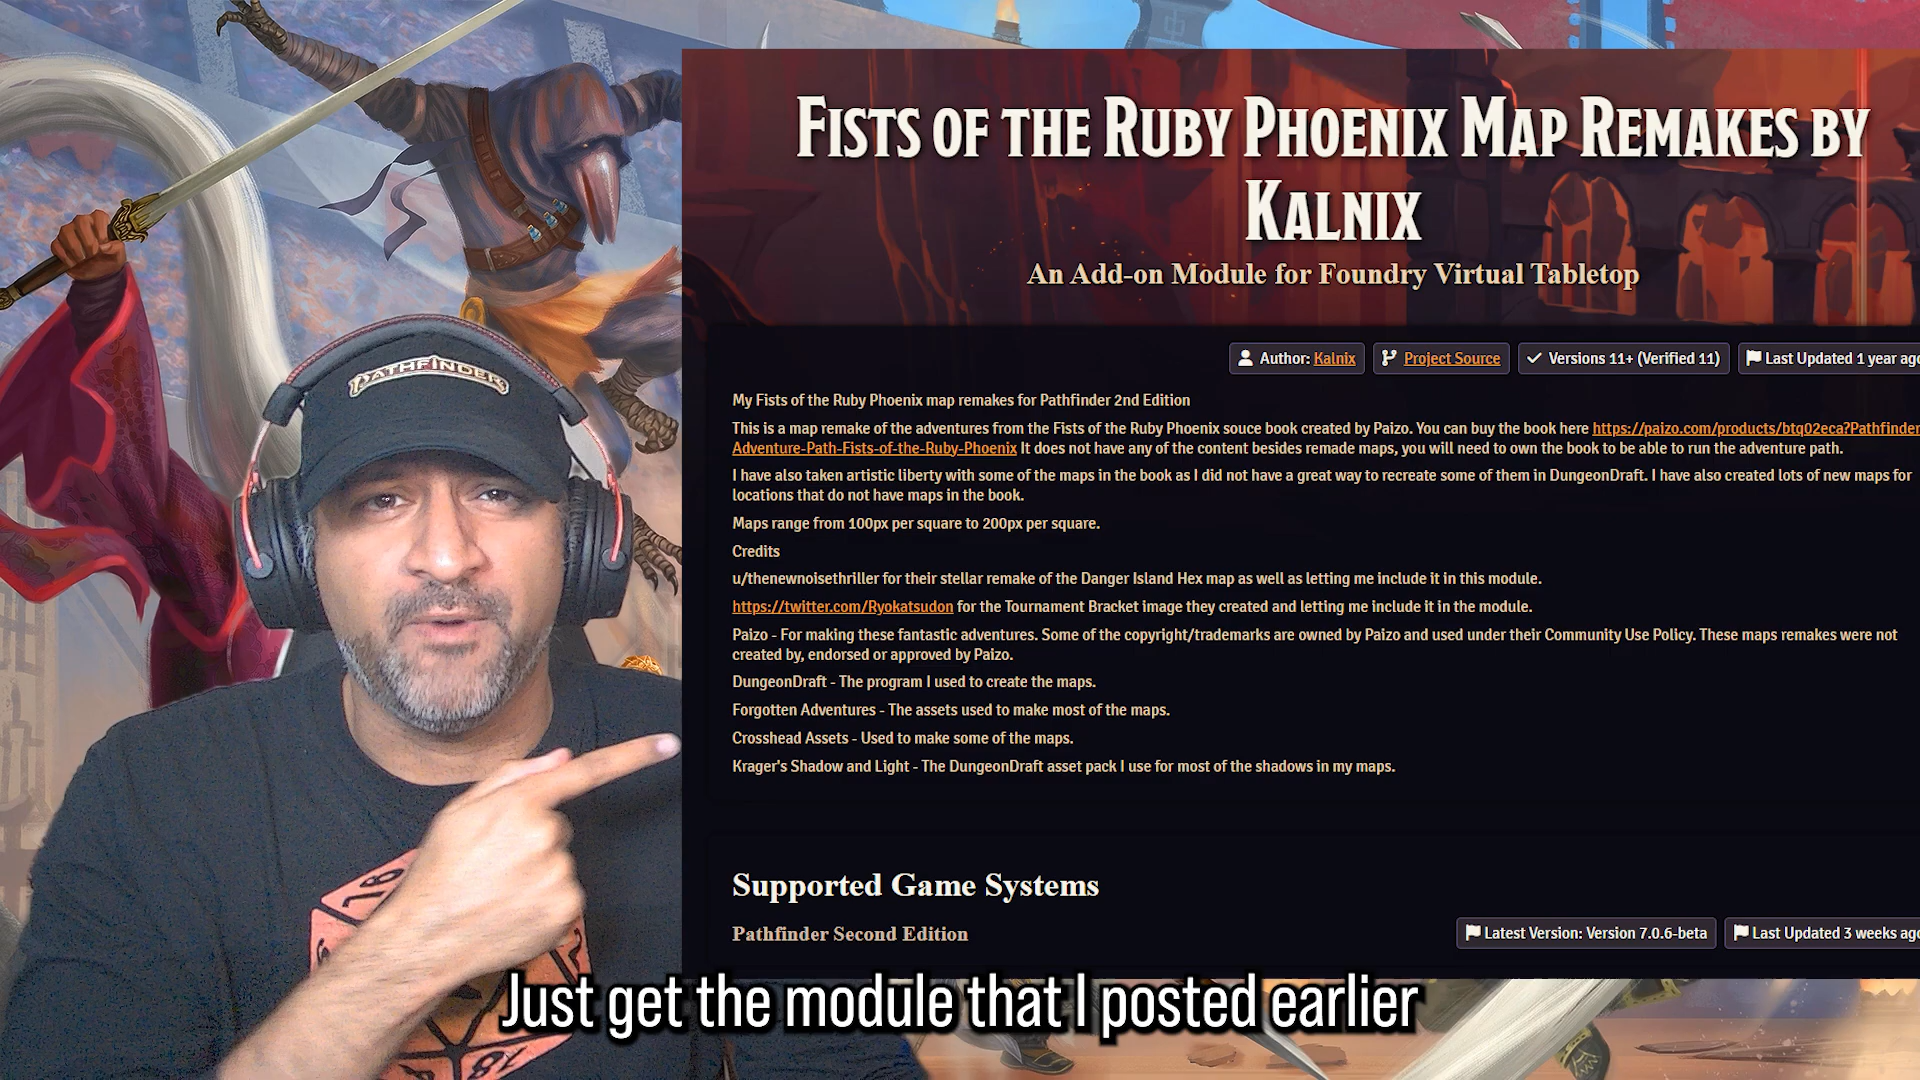 FISTS OF THE RUBY PHOENIX MAP REMAKES BY
KALNIX
An Add-on Module for Foundry Virtual Tabletop
Author: Kalnix
Project Source
Versions 11+ (Verified 11)
Last Updated 1 year ago
My Fists of the Ruby Phoenix map remakes for Pathfinder 2nd Edition
This is a map remake of the adventures from the Fists of the Ruby Phoenix souce book created by Paizo. You can buy the book here https://paizo.com/products/btq02eca?Pathfinder
Adventure-Path-Fists-of-the-Ruby-Phoenix It does not have any of the content besides remade maps, you will need to own the book to be able to run the adventure path.
I have also taken artistic liberty with some of the maps in the book as I did not have a great way to recreate some of them in DungeonDraft. I have also created lots of new maps for
locations that do not have maps in the book.
Maps range from 100px per square to 200px per square.
Credits
u/thenewnoisethriller for their stellar remake of the Danger Island Hex map as well as letting me include it in this module.
https://twitter.com/Ryokatsudon for the Tournament Bracket image they created and letting me include it in the module.
Paizo - For making these fantastic adventures. Some of the copyright/trademarks are owned by Paizo and used under their Community Use Policy. These maps remakes were not
created by, endorsed or approved by Paizo.
DungeonDraft - The program I used to create the maps.
Forgotten Adventures - The assets used to make most of the maps.
Crosshead Assets - Used to make some of the maps.
Krager's Shadow and Light - The DungeonDraft asset pack I use for most of the shadows in my maps.
Supported Game Systems
Pathfinder Second Edition
Latest Version: Version 7.0.6-beta
Last Updated 3 weeks ago
PATHFINDER
16
18
Just get the module that I posted earlier